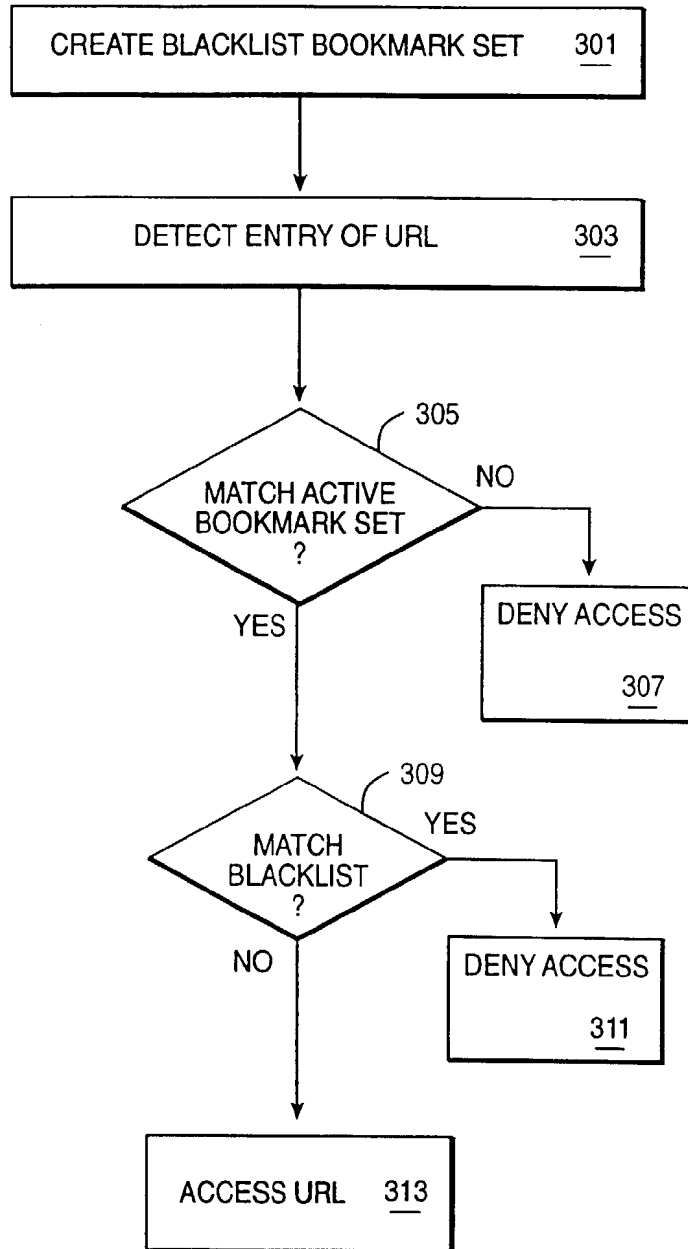 CREATE BLACKLIST BOOKMARK SET 301
DETECT ENTRY OF URL 303
305
MATCH ACTIVE
BOOKMARK SET
?
NO
YES
DENY ACCESS
307
309
MATCH
BLACKLIST
?
YES
NO
DENY ACCESS
311
ACCESS URL 313